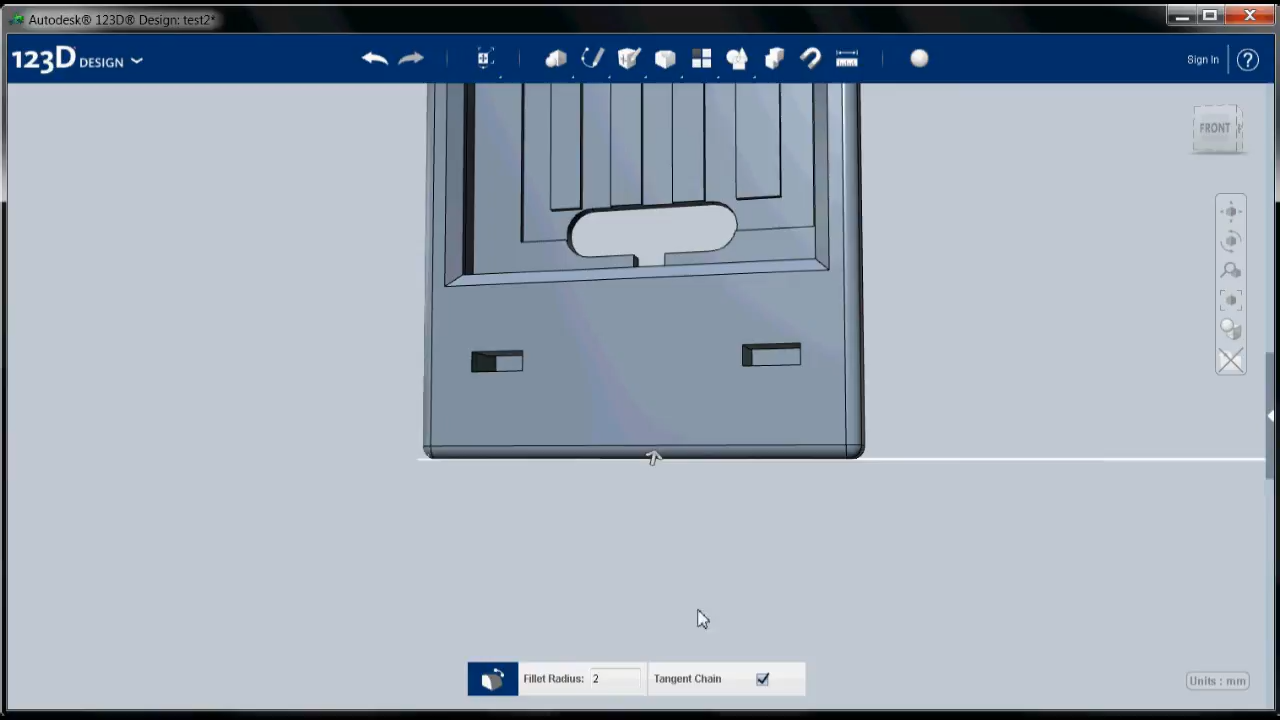 Autodesk® 123D® Design: test2*
123D DESIGN
Sign In
?
FRONT
Fillet Radius: 2
Tangent Chain
Units : mm